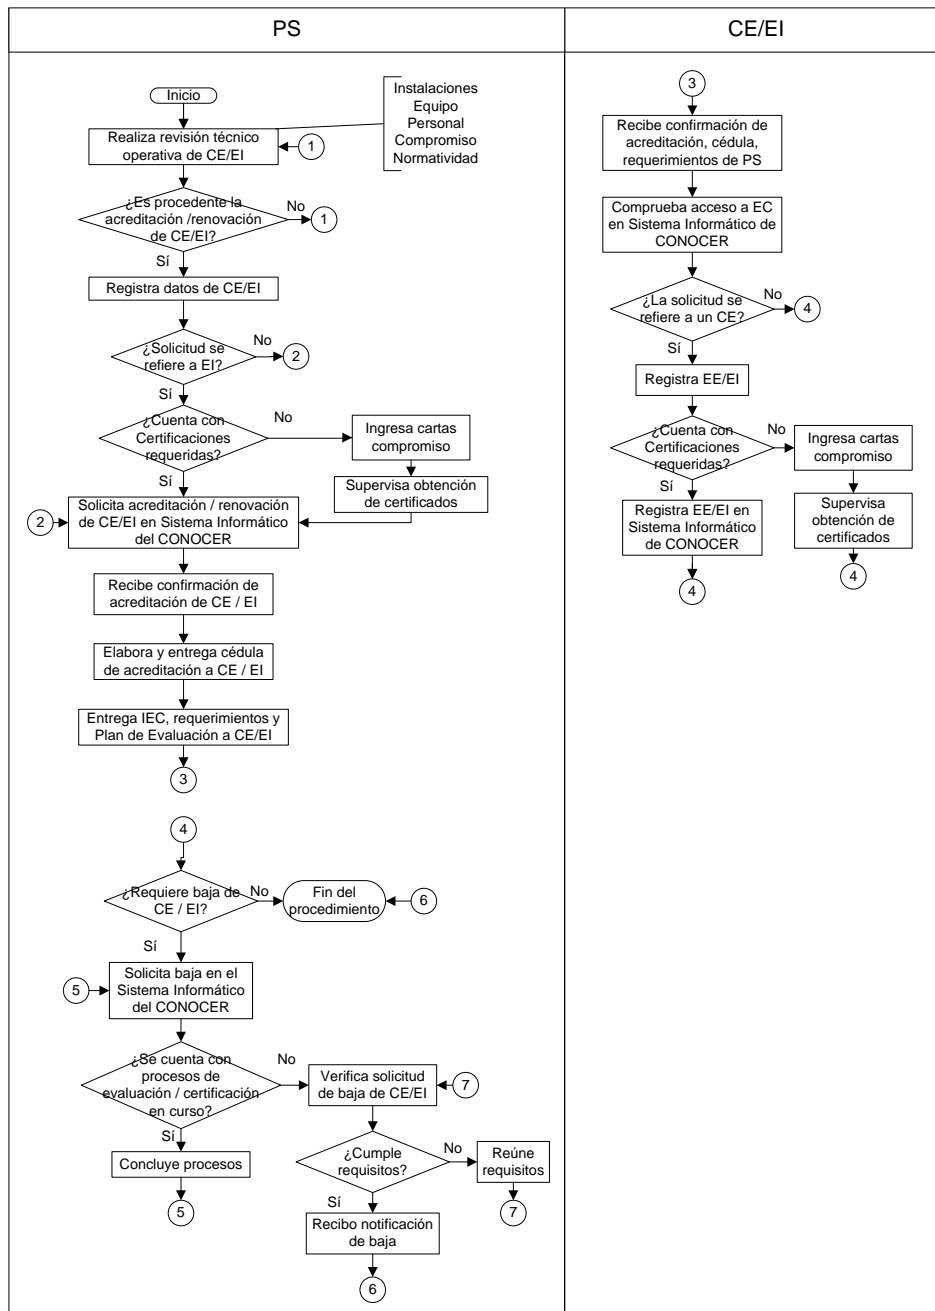 PS
CE/EI
Inicio
Instalaciones
Equipo
Personal
Compromiso
Normatividad
Realiza revisión técnico
operativa de CE/EI
1
¿Es procedente la
acreditación /renovación
de CE/EI?
No
1
Sí
Registra datos de CE/EI
¿Solicitud se
refiere a EI?
No
2
Sí
¿Cuenta con
Certificaciones
requeridas?
No
Ingresa cartas
compromiso
Supervisa obtención
de certificados
Sí
2
Solicita acreditación / renovación
de CE/EI en Sistema Informático
del CONOCER
Recibe confirmación de
acreditación de CE / EI
Elabora y entrega cédula
de acreditación a CE / EI
Entrega IEC, requerimientos y
Plan de Evaluación a CE/EI
3
4
¿Requiere baja de
CE / EI?
No
Fin del
procedimiento
6
Sí
5
Solicita baja en el
Sistema Informático
del CONOCER
¿Se cuenta con
procesos de
evaluación / certificación
en curso?
No
Verifica solicitud
de baja de CE/EI
7
Sí
Concluye procesos
5
¿Cumple
requisitos?
No
Reúne
requisitos
7
Sí
Recibo notificación
de baja
6
3
Recibe confirmación de
acreditación, cédula,
requerimientos de PS
Comprueba acceso a EC
en Sistema Informático de
CONOCER
¿La solicitud se
refiere a un CE?
No
4
Sí
Registra EE/EI
¿Cuenta con
Certificaciones
requeridas?
No
Ingresa cartas
compromiso
Sí
Registra EE/EI en
Sistema Informático
de CONOCER
4
Supervisa
obtención de
certificados
4